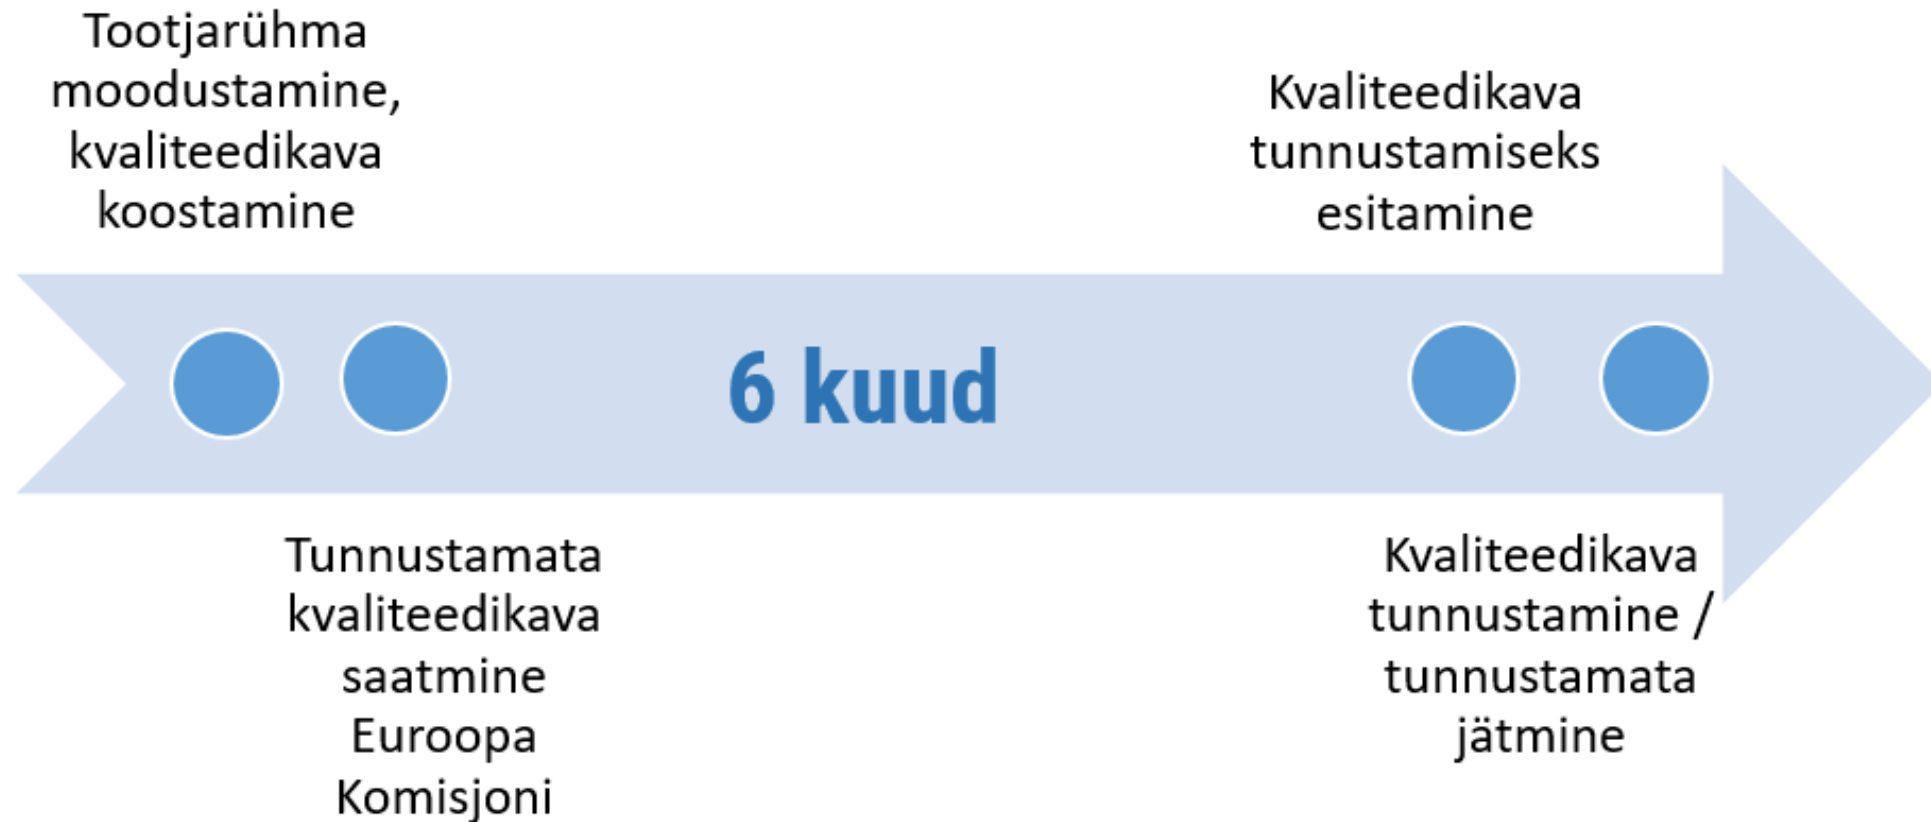 Tootjarühma
moodustamine,
kvaliteedikava
koostamine
Kvaliteedikava
tunnustamiseks
esitamine
6 kuud
Tunnustamata
kvaliteedikava
saatmine
Euroopa
Komisjoni
Kvaliteedikava
tunnustamine /
tunnustamata
jätmine